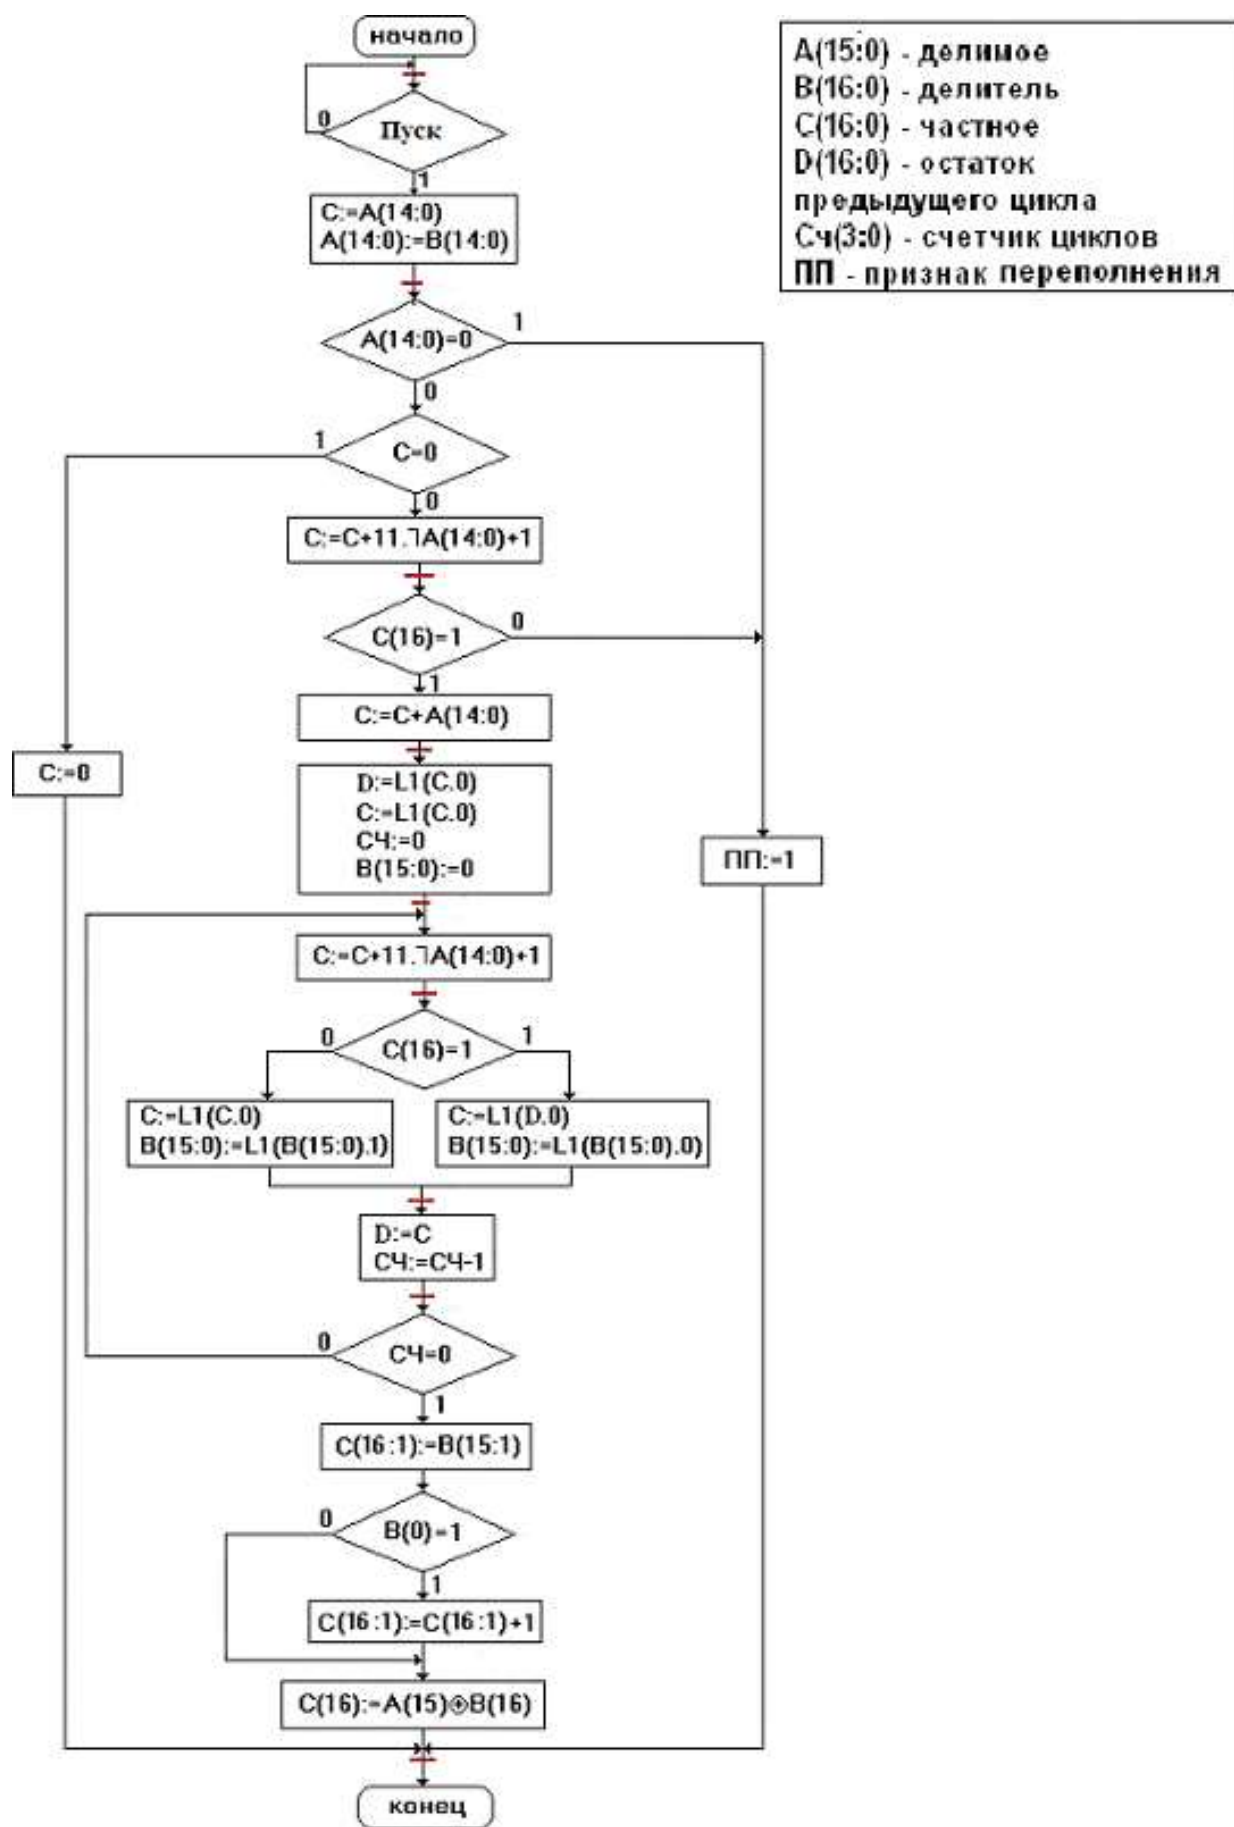 начало
A(15:0) - делимое
B(16:0) - делитель
C(16:0) - частное
D(16:0) - остаток
предыдущего цикла
Сч(3:0) - счетчик циклов
ПП - признак переполнения
0
Пуск
1
C:=A(14:0)
A(14:0):=B(14:0)
1
A(14:0)=0
0
1
C=0
0
C:=C+11.ꓶA(14:0)+1
0
C(16)=1
1
C:=C+A(14:0)
C:=0
D:=L1(C.0)
C:=L1(C.0)
СЧ:=0
B(15:0):=0
ПП:=1
C:=C+11.ꓶA(14:0)+1
0
1
C(16)=1
C:=L1(C.0)
B(15:0):=L1(B(15:0).1)
C:=L1(D.0)
B(15:0):=L1(B(15:0).0)
D:=C
СЧ:=СЧ-1
0
СЧ=0
1
C(16:1):=B(15:1)
0
B(0)=1
1
C(16:1):=C(16:1)+1
C(16):=A(15)⊕B(16)
конец